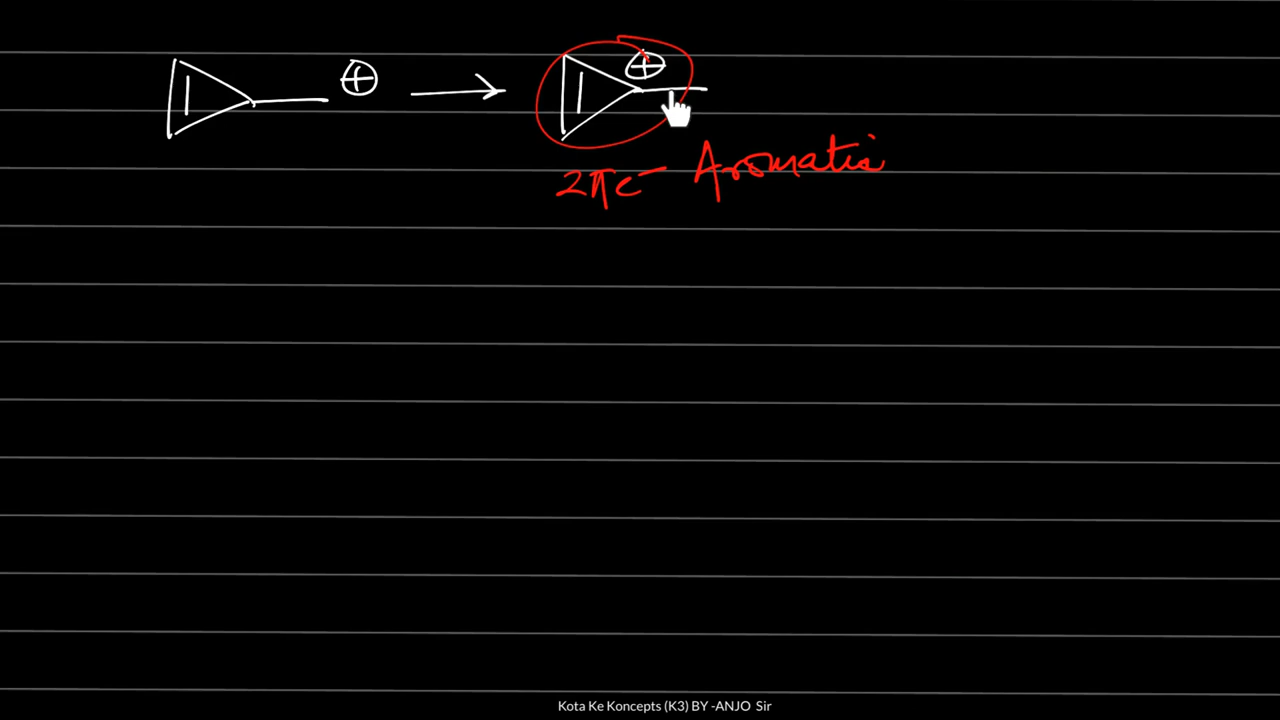 ⊕ → ⊕
2πe⁻ Aromatic
Kota Ke Koncepts (K3) BY -ANJO Sir